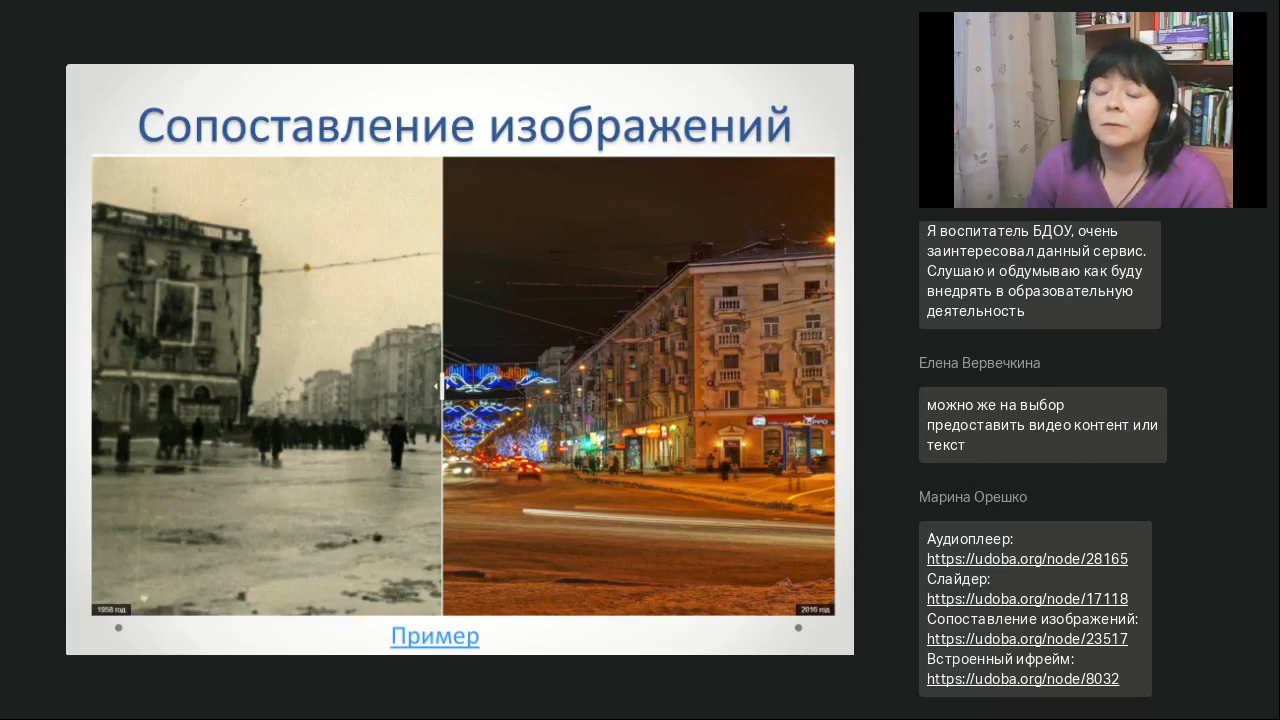 Сопоставление изображений
1958 год
2016 год
Пример
Я воспитатель БДОУ, очень
заинтересовал данный сервис.
Слушаю и обдумываю как буду
внедрять в образовательную
деятельность
Елена Вервечкина
можно же на выбор
предоставить видео контент или
текст
Марина Орешко
Аудиоплеер:
https://udoba.org/node/28165
Слайдер:
https://udoba.org/node/17118
Сопоставление изображений:
https://udoba.org/node/23517
Встроенный ифрейм:
https://udoba.org/node/8032